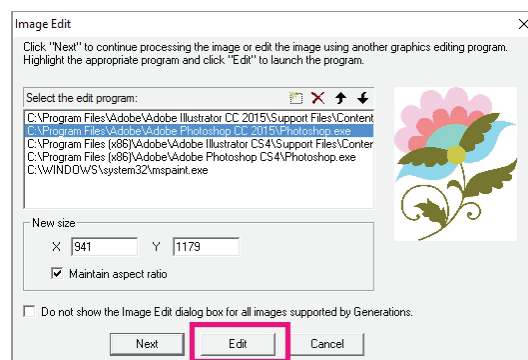 Image Edit
Click "Next" to continue processing the image or edit the image using another graphics editing program.
Highlight the appropriate program and click "Edit" to launch the program.
Select the edit program:
C:\Program Files\Adobe\Adobe Illustrator CC 2015\Support Files\Content
C:\Program Files\Adobe\Adobe Photoshop CC 2015\Photoshop.exe
C:\Program Files (x86)\Adobe\Adobe Illustrator CS4\Support Files\Conter
C:\Program Files (x86)\Adobe\Adobe Photoshop CS4\Photoshop.exe
C:\WINDOWS\system32\mspaint.exe
New size
X 941 Y 1179
Maintain aspect ratio
Do not show the Image Edit dialog box for all images supported by Generations.
Next Edit Cancel